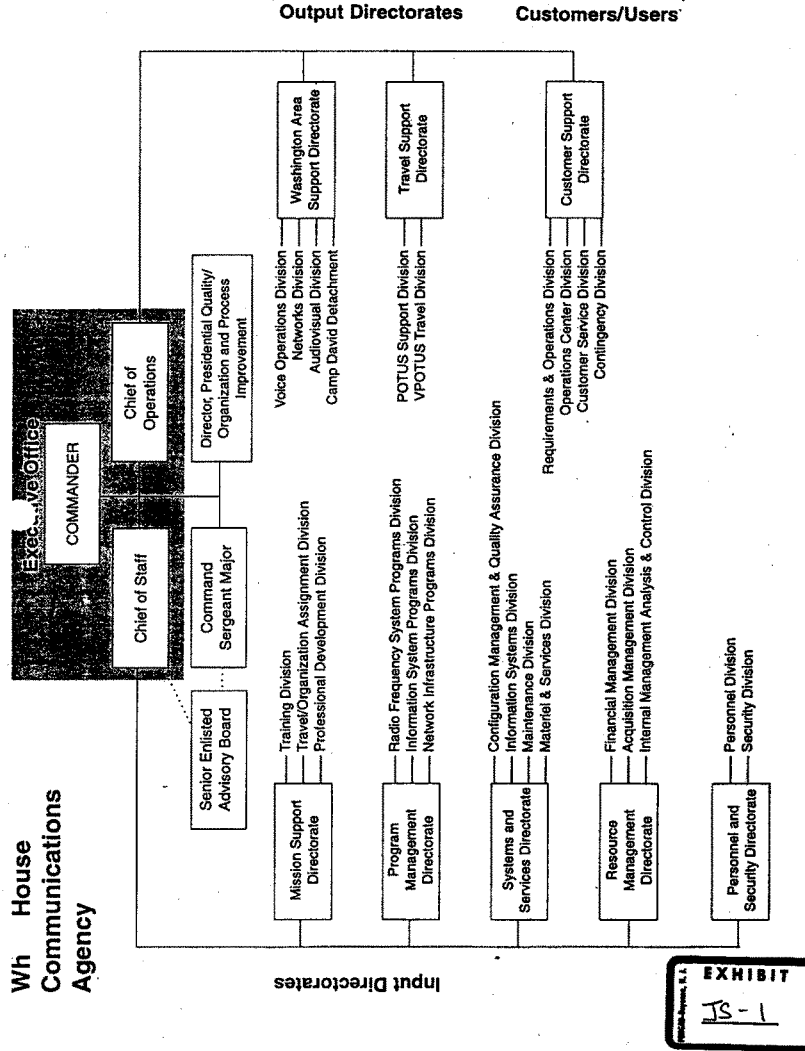 Wh House
Communications
Agency
Executive Office
COMMANDER
Chief of Staff
Chief of
Operations
Senior Enlisted
Advisory Board
Command
Sergeant Major
Director, Presidential Quality/
Organization and Process
Improvement
Input Directorates
Mission Support
Directorate
Training Division
Travel/Organization Assignment Division
Professional Development Division
Program
Management
Directorate
Radio Frequency System Programs Division
Information System Programs Division
Network Infrastructure Programs Division
Systems and
Services Directorate
Configuration Management & Quality Assurance Division
Information Systems Division
Maintenance Division
Materiel & Services Division
Resource
Management
Directorate
Financial Management Division
Acquisition Management Division
Internal Management Analysis & Control Division
Personnel and
Security Directorate
Personnel Division
Security Division
Output Directorates
Voice Operations Division
Networks Division
Audiovisual Division
Camp David Detachment
Washington Area
Support Directorate
POTUS Support Division
VPOTUS Travel Division
Travel Support
Directorate
Customers/Users
Requirements & Operations Division
Operations Center Division
Customer Service Division
Contingency Division
Customer Support
Directorate
EXHIBIT
JS-1